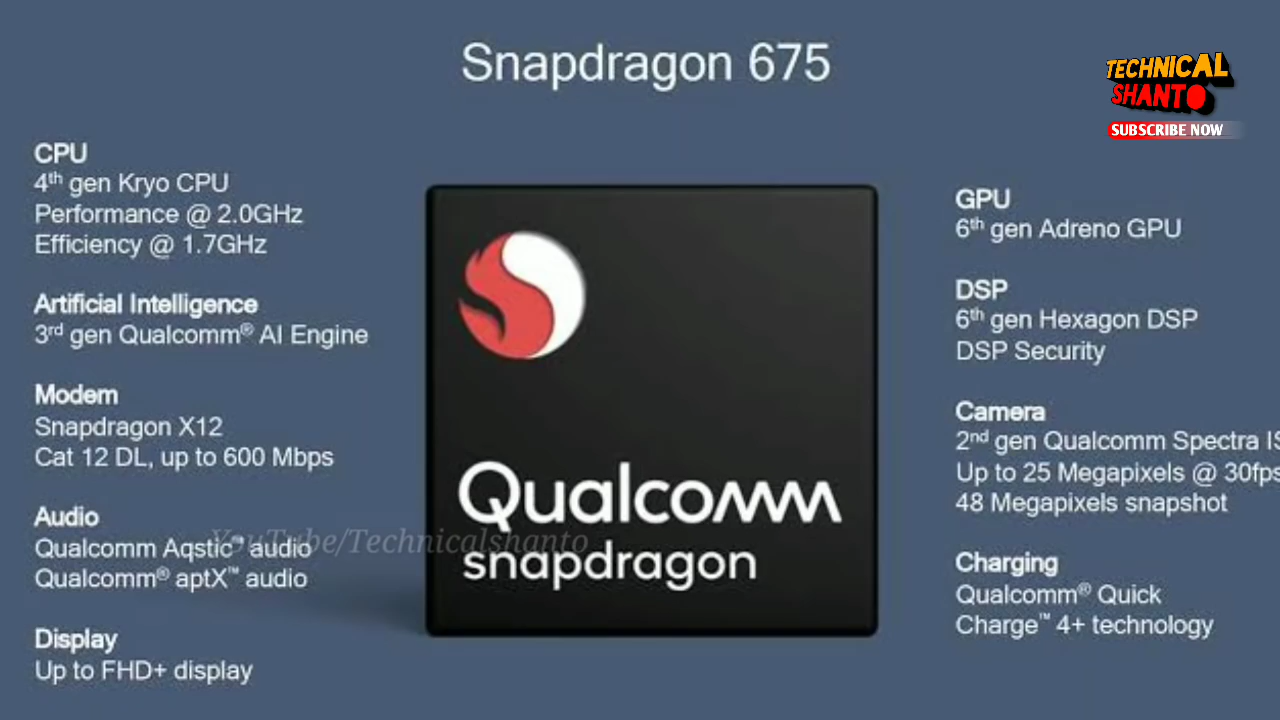 Snapdragon 675
TECHNICAL
SHANTO
SUBSCRIBE NOW
CPU
4th gen Kryo CPU
Performance @ 2.0GHz
Efficiency @ 1.7GHz
Artificial Intelligence
3rd gen Qualcomm® AI Engine
Modem
Snapdragon X12
Cat 12 DL, up to 600 Mbps
Audio
Qualcomm Aqstic™ audio
Qualcomm® aptX™ audio
Display
Up to FHD+ display
YouTube/Technicalshanto
Qualcomm
snapdragon
GPU
6th gen Adreno GPU
DSP
6th gen Hexagon DSP
DSP Security
Camera
2nd gen Qualcomm Spectra IS
Up to 25 Megapixels @ 30fps
48 Megapixels snapshot
Charging
Qualcomm® Quick
Charge™ 4+ technology